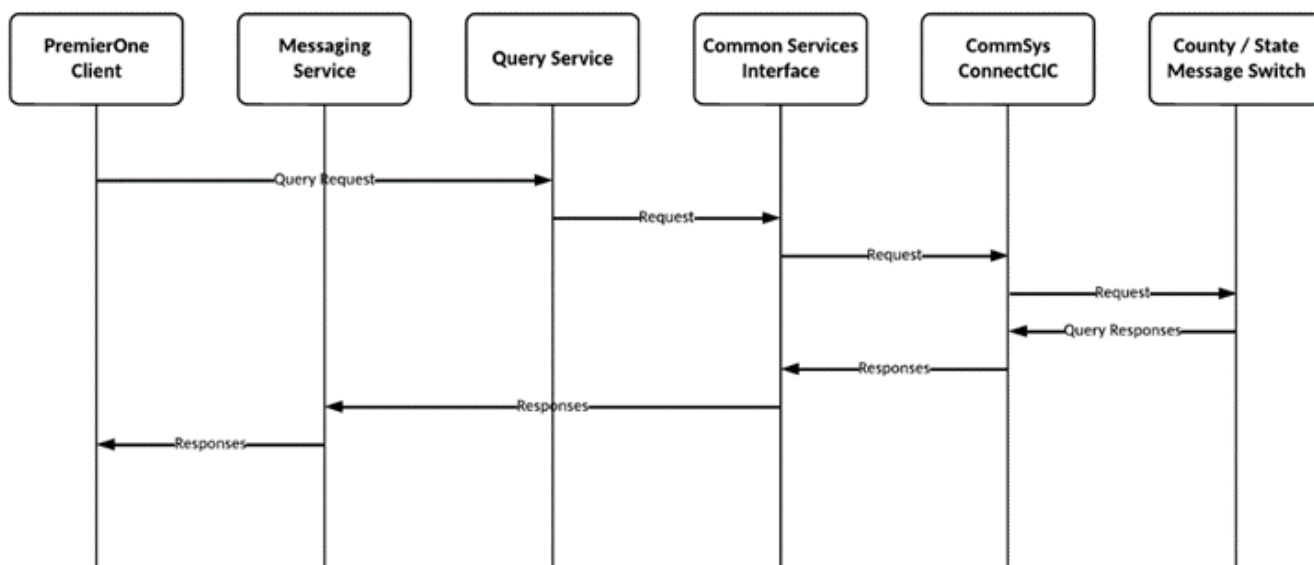 PremierOne
Client
Messaging
Service
Query Service
Common Services
Interface
CommSys
ConnectCIC
County / State
Message Switch
Query Request
Request
Request
Request
Query Responses
Responses
Responses
Responses